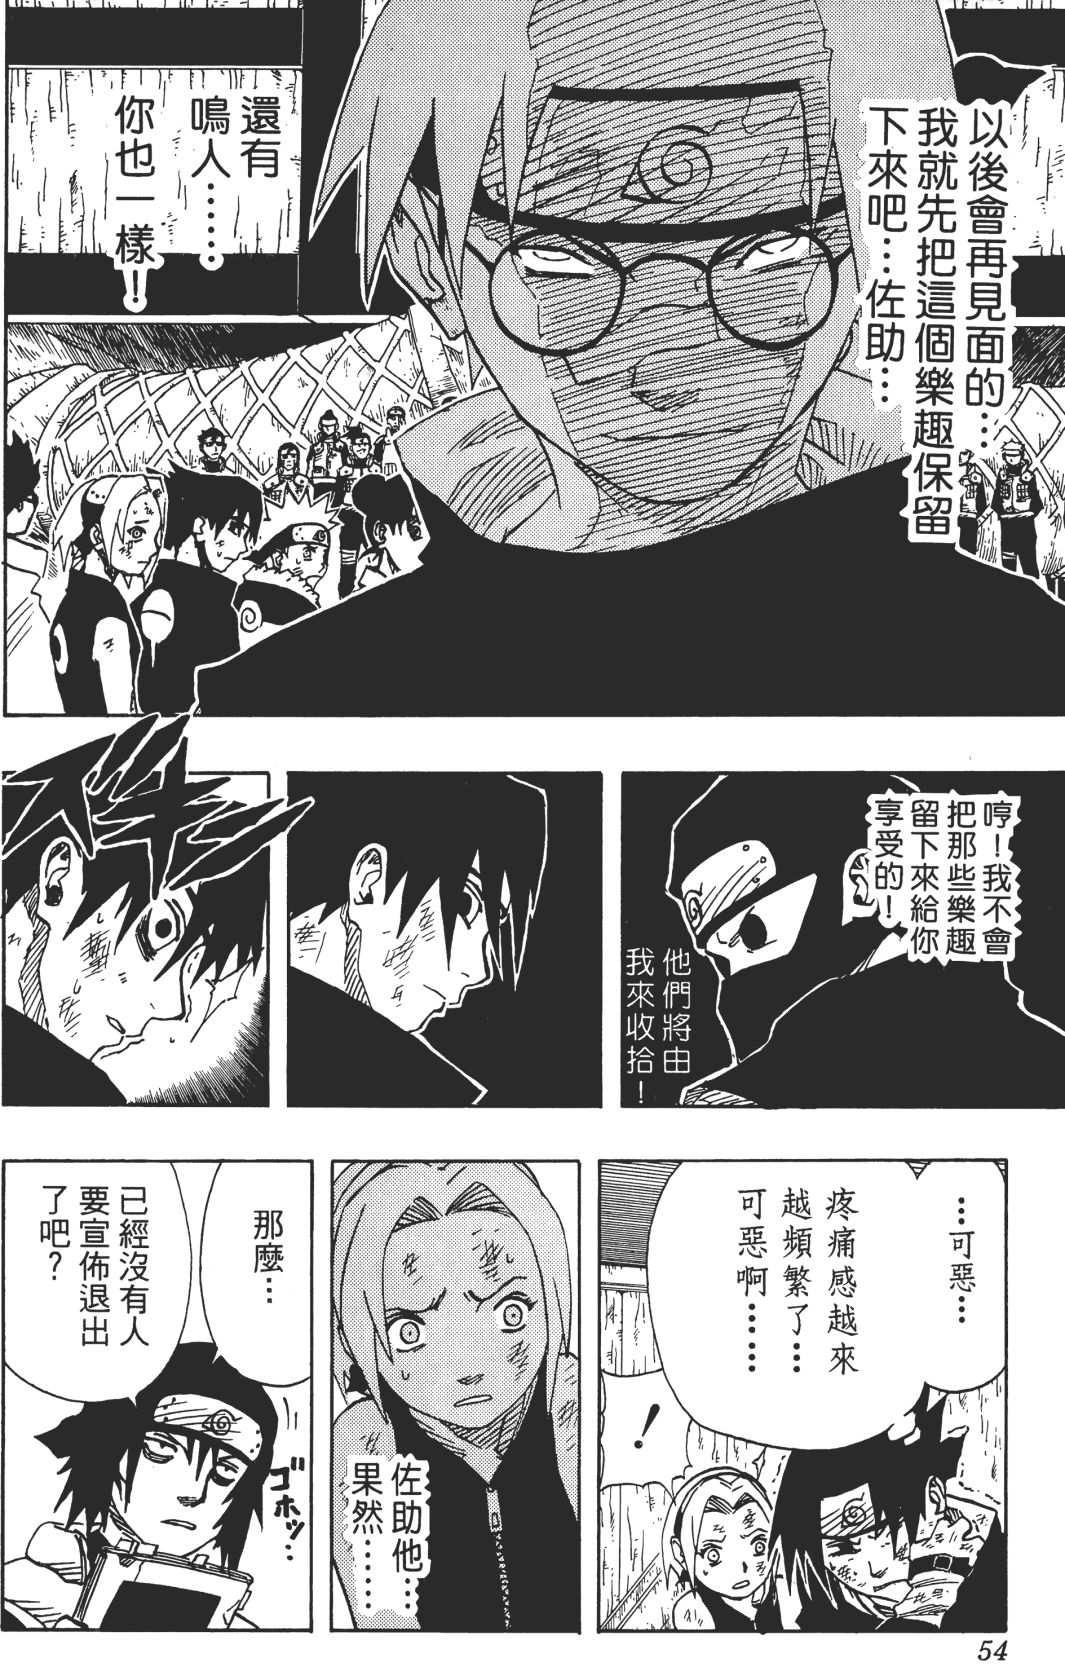 以後會再見面的…
我就先把這個樂趣保留
下來吧…佐助…
還有
鳴人……
你也一樣！
哼！我不會
把那些樂趣
留下來給你
享受的！
他們將由
我來收拾！
…可惡…
疼痛感越來
越頻繁了…
可惡啊……
！
佐助他…
果然……
那麼…
已經沒有人
要宣佈退出
了吧？
ゴホッ…
54